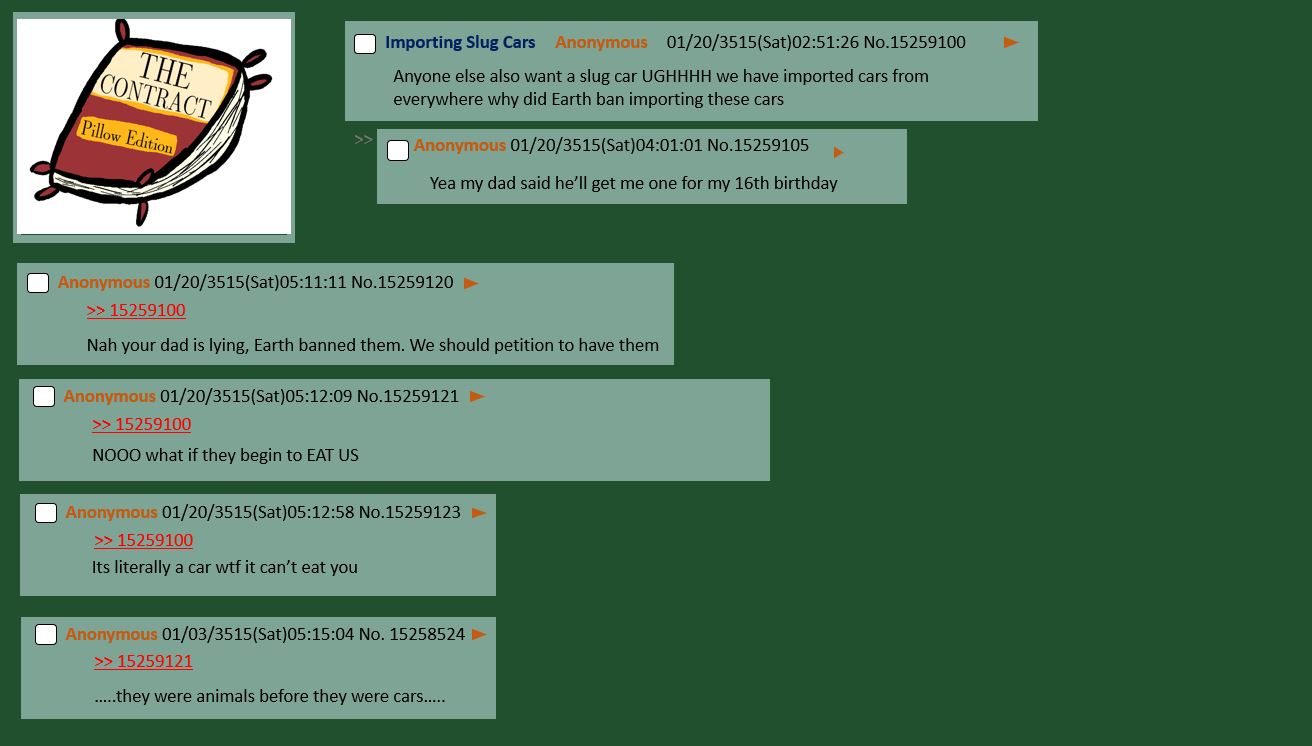 THE
CONTRACT
Pillow Edition
Importing Slug Cars Anonymous 01/20/3515(Sat)02:51:26 No.15259100
Anyone else also want a slug car UGHHHH we have imported cars from
everywhere why did Earth ban importing these cars
>> Anonymous 01/20/3515(Sat)04:01:01 No.15259105
Yea my dad said he’ll get me one for my 16th birthday
Anonymous 01/20/3515(Sat)05:11:11 No.15259120
>> 15259100
Nah your dad is lying, Earth banned them. We should petition to have them
Anonymous 01/20/3515(Sat)05:12:09 No.15259121
>> 15259100
NOOO what if they begin to EAT US
Anonymous 01/20/3515(Sat)05:12:58 No.15259123
>> 15259100
Its literally a car wtf it can’t eat you
Anonymous 01/03/3515(Sat)05:15:04 No. 15258524
>> 15259121
.....they were animals before they were cars.....